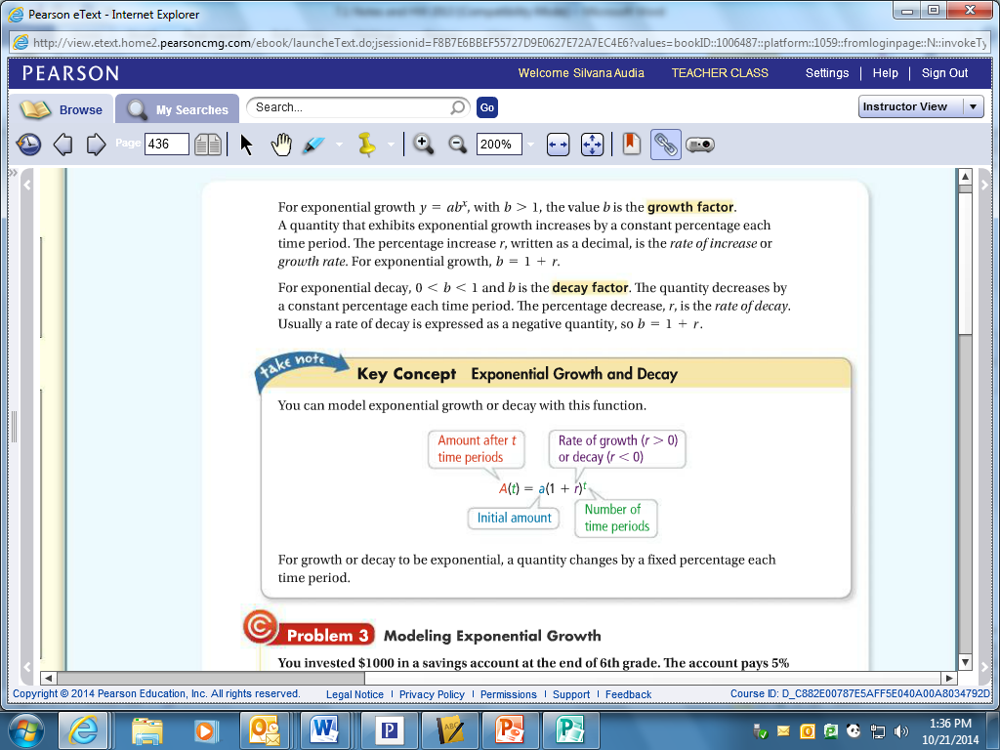 Pearson eText - Internet Explorer
http://view.etext.home2.pearsoncmg.com/ebook/launcheText.do;jsessionid=F8B7E6BBEF55727D9E0627E72A7EC4E6?values=bookID::1006487::platform::1059::fromloginpage::N::invokeTy
PEARSON Welcome Silvana Audia TEACHER CLASS Settings | Help | Sign Out
Browse My Searches Search... Go Instructor View
Page 436 200%
For exponential growth y = abˣ, with b > 1, the value b is the growth factor.
A quantity that exhibits exponential growth increases by a constant percentage each
time period. The percentage increase r, written as a decimal, is the rate of increase or
growth rate. For exponential growth, b = 1 + r.
For exponential decay, 0 < b < 1 and b is the decay factor. The quantity decreases by
a constant percentage each time period. The percentage decrease, r, is the rate of decay.
Usually a rate of decay is expressed as a negative quantity, so b = 1 + r.
take note
Key Concept Exponential Growth and Decay
You can model exponential growth or decay with this function.
Amount after t
time periods
Rate of growth (r > 0)
or decay (r < 0)
A(t) = a(1 + r)ᵗ
Initial amount
Number of
time periods
For growth or decay to be exponential, a quantity changes by a fixed percentage each
time period.
C Problem 3 Modeling Exponential Growth
You invested $1000 in a savings account at the end of 6th grade. The account pays 5%
Copyright © 2014 Pearson Education, Inc. All rights reserved. Legal Notice | Privacy Policy | Permissions | Support | Feedback Course ID: D_C882E00787E5AFF5E040A00A8034792D
1:36 PM
10/21/2014